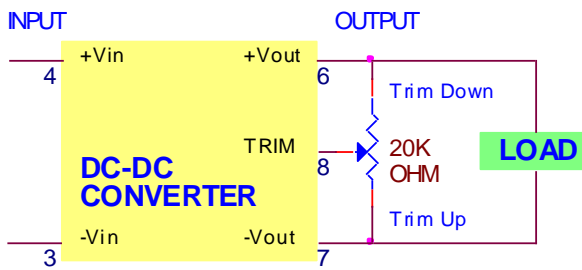 INPUT
OUTPUT
+Vin
+Vout
4
6
Trim Down
TRIM
8
20K
OHM
LOAD
DC-DC
CONVERTER
Trim Up
-Vin
-Vout
3
7